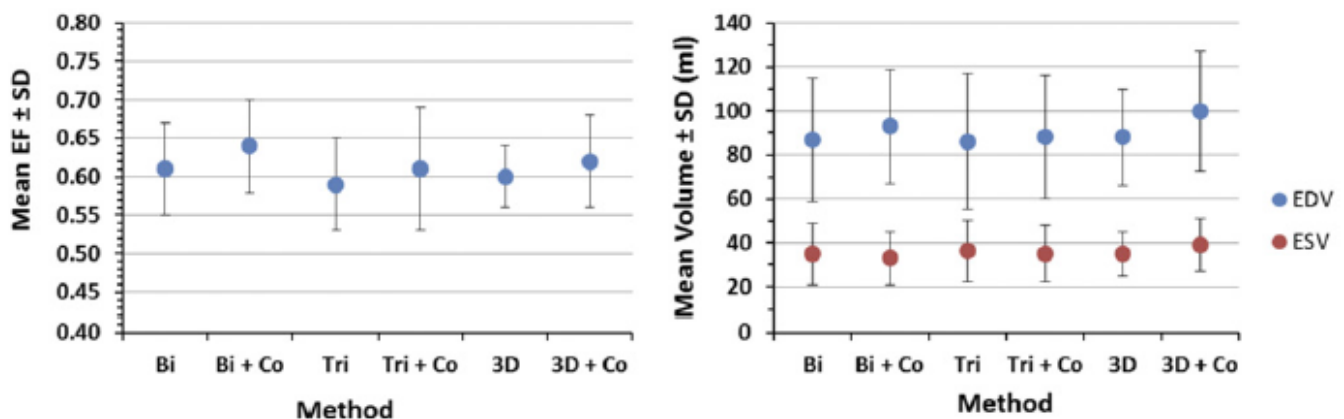 Mean EF ± SD
0.80
0.75
0.70
0.65
0.60
0.55
0.50
0.45
0.40
Bi Bi + Co Tri Tri + Co 3D 3D + Co
Method
Mean Volume ± SD (ml)
140
120
100
80
60
40
20
0
Bi Bi + Co Tri Tri + Co 3D 3D + Co
Method
EDV
ESV